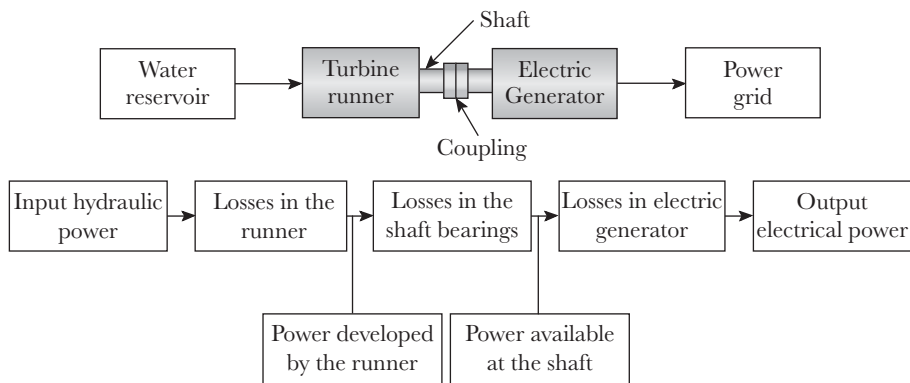 Shaft
Water
reservoir
Turbine
runner
Electric
Generator
Power
grid
Coupling
Input hydraulic
power
Losses in the
runner
Losses in the
shaft bearings
Losses in electric
generator
Output
electrical power
Power developed
by the runner
Power available
at the shaft